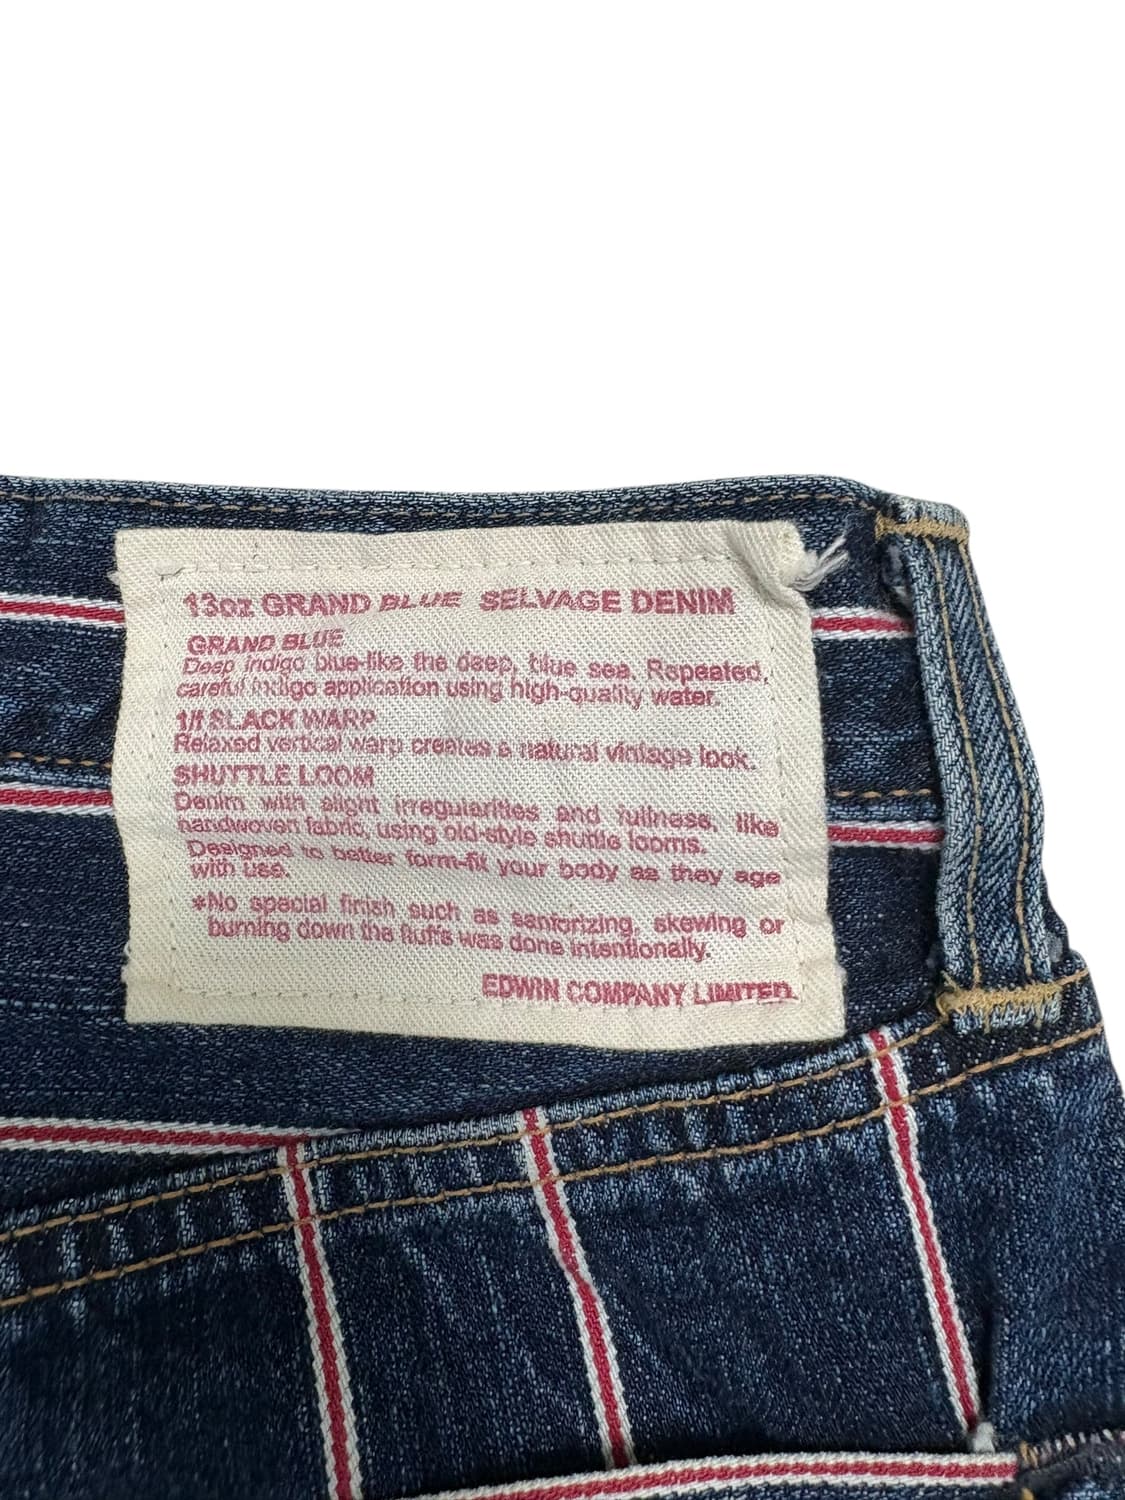 13oz GRAND BLUE SELVAGE DENIM
GRAND BLUE
Deep indigo blue-like the deep, blue sea. Repeated,
careful indigo application using high-quality water.
1/f SLACK WARP
Relaxed vertical warp creates a natural vintage look.
SHUTTLE LOOM
Denim with slight irregularities and fullness, like
handwoven fabric, using old-style shuttle looms.
Designed to better form-fit your body as they age
with use.
*No special finish such as sanforizing, skewing or
burning down the fluffs was done intentionally.
EDWIN COMPANY LIMITED.